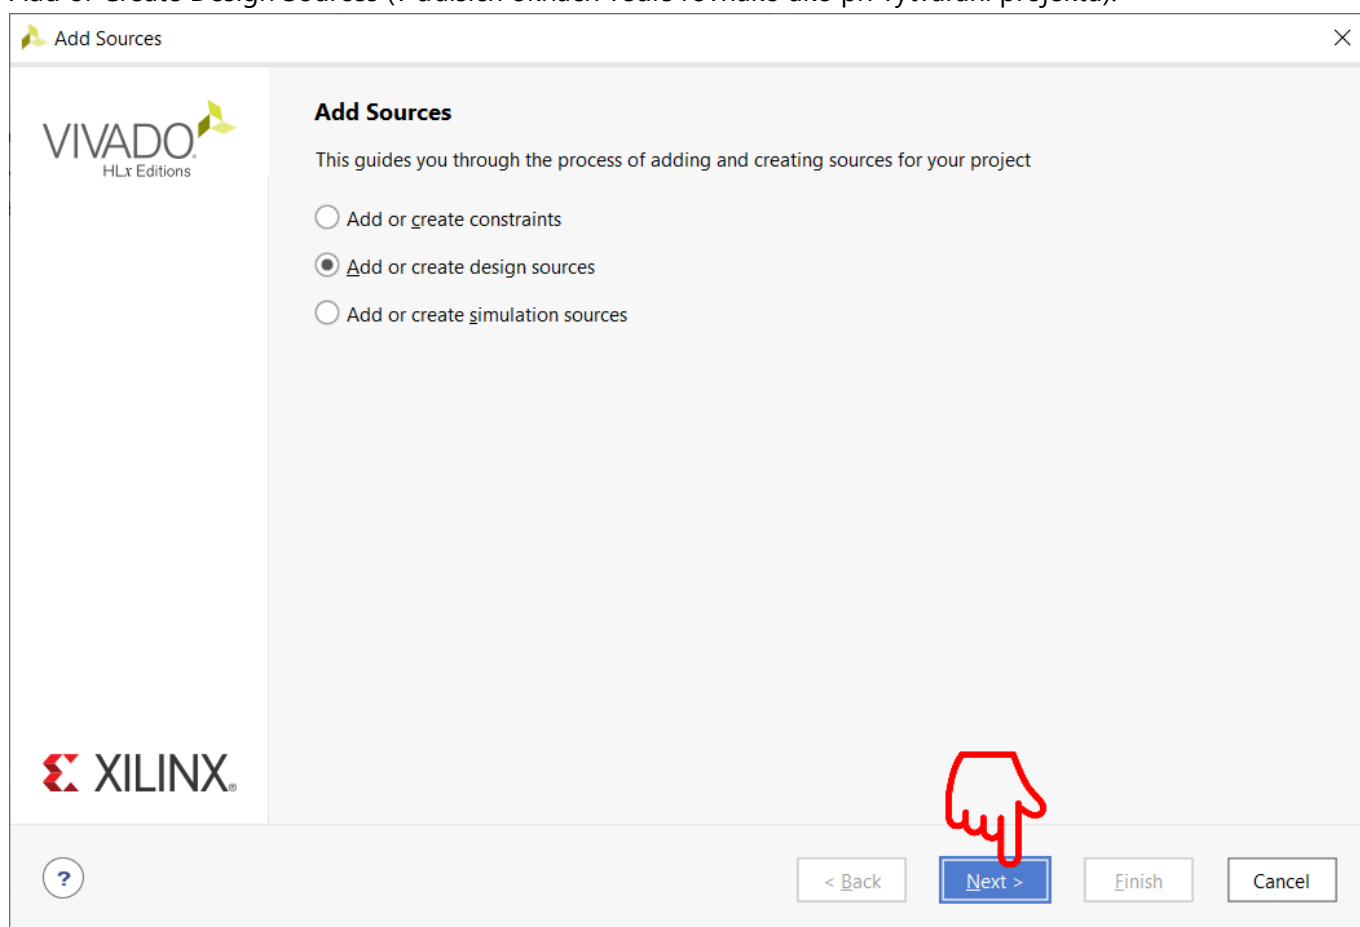 Add Sources
VIVADO.
HLx Editions
Add Sources
This guides you through the process of adding and creating sources for your project
Add or create constraints
Add or create design sources
Add or create simulation sources
XILINX
?
< Back
Next >
Finish
Cancel